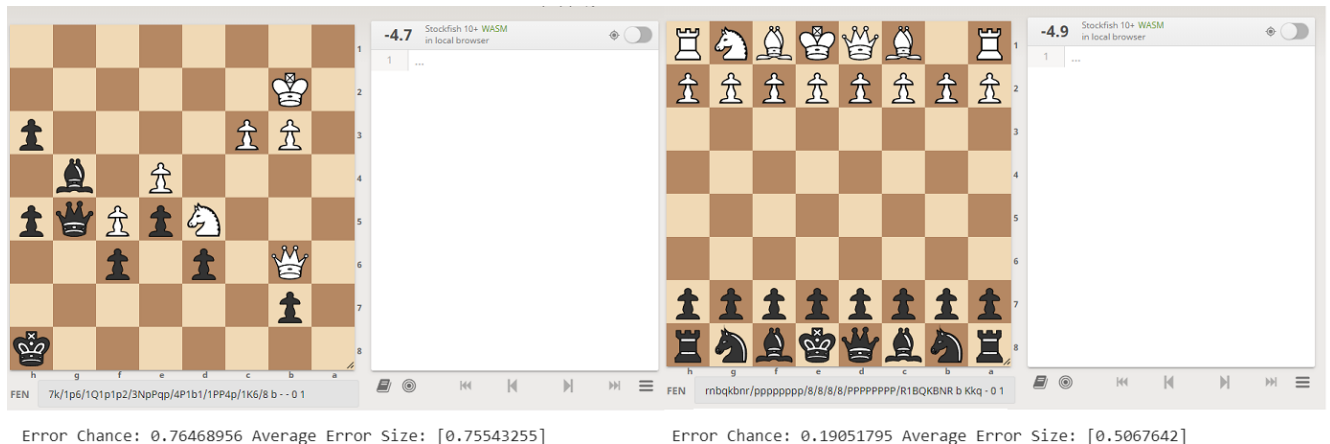 -4.7 Stockfish 10+ WASM
in local browser
1 ...
1
2
3
4
5
6
7
8
h g f e d c b a
FEN 7k/1p6/1Q1p1p2/3NpPqp/4P1b1/1PP4p/1K6/8 b - - 0 1
Error Chance: 0.76468956 Average Error Size: [0.75543255]
-4.9 Stockfish 10+ WASM
in local browser
1 ...
1
2
3
4
5
6
7
8
h g f e d c b a
FEN rnbqkbnr/pppppppp/8/8/8/8/PPPPPPPP/R1BQKBNR b KKq - 0 1
Error Chance: 0.19051795 Average Error Size: [0.5067642]